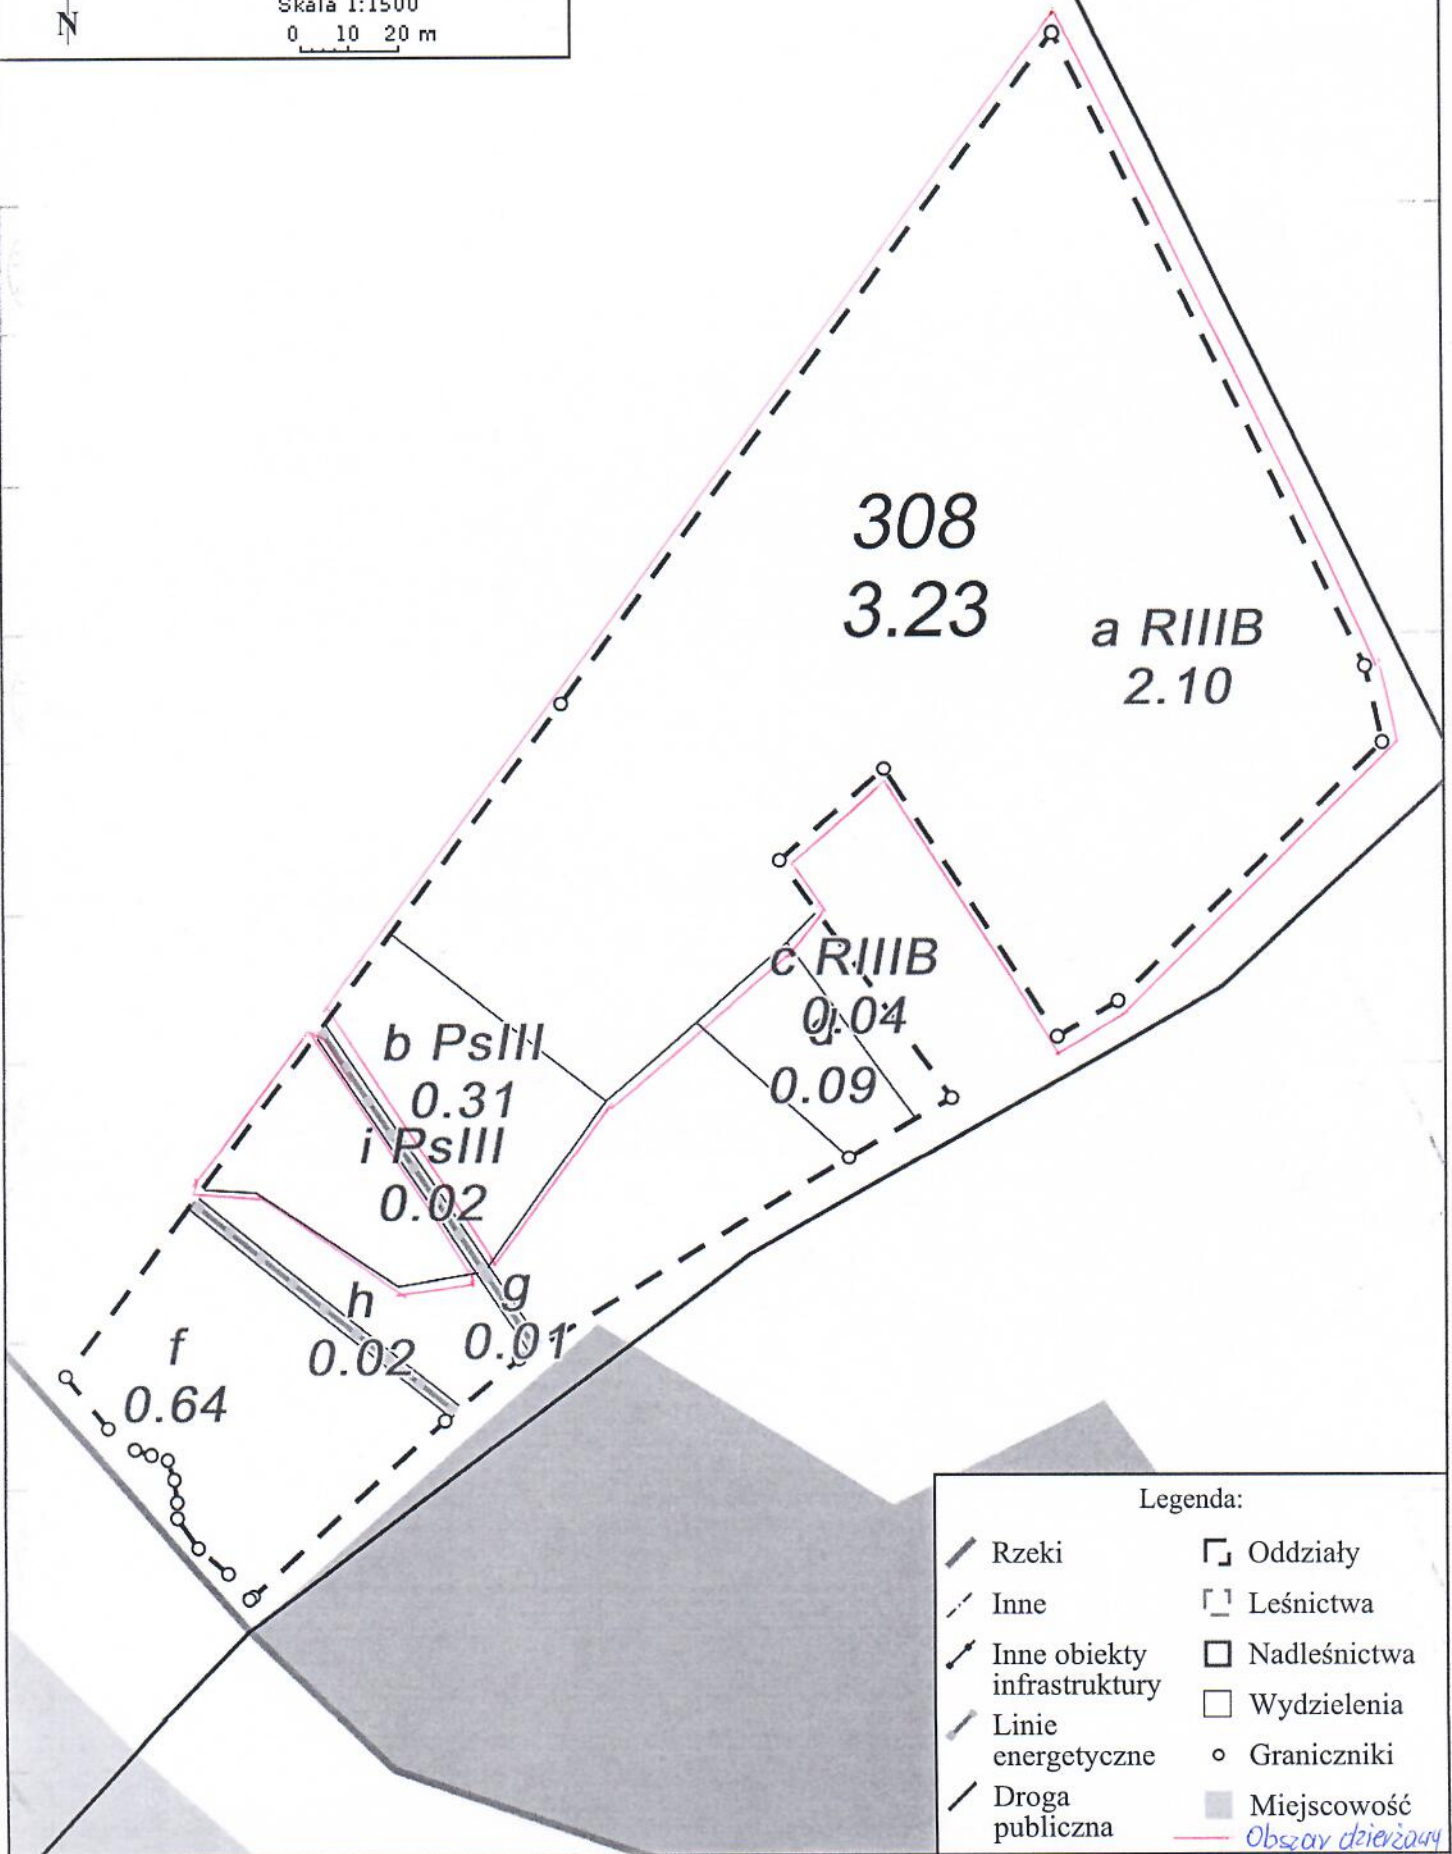 Skala 1:1500
N
0 10 20 m
308
3.23
a RIIIB
2.10
c RIIIB
0.04
0.09
b PsIII
0.31
i PsIII
0.02
g
0.01
h
0.02
f
0.64
Legenda:
Rzeki
Inne
Inne obiekty
infrastruktury
Linie
energetyczne
Droga
publiczna
Oddziały
Leśnictwa
Nadleśnictwa
Wydzielenia
Graniczniki
Miejscowość
Obszar dzierżawy